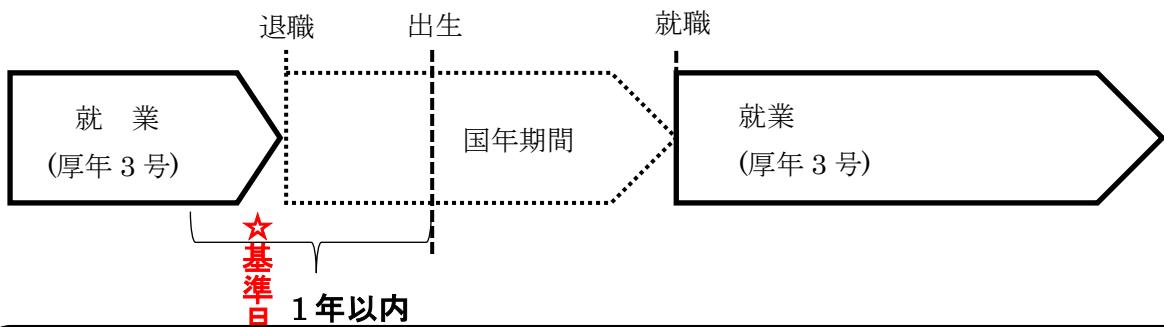 退職
出生
就職
就 業
(厚年 3 号)
国年期間
就業
(厚年 3 号)
☆基準日
1年以内